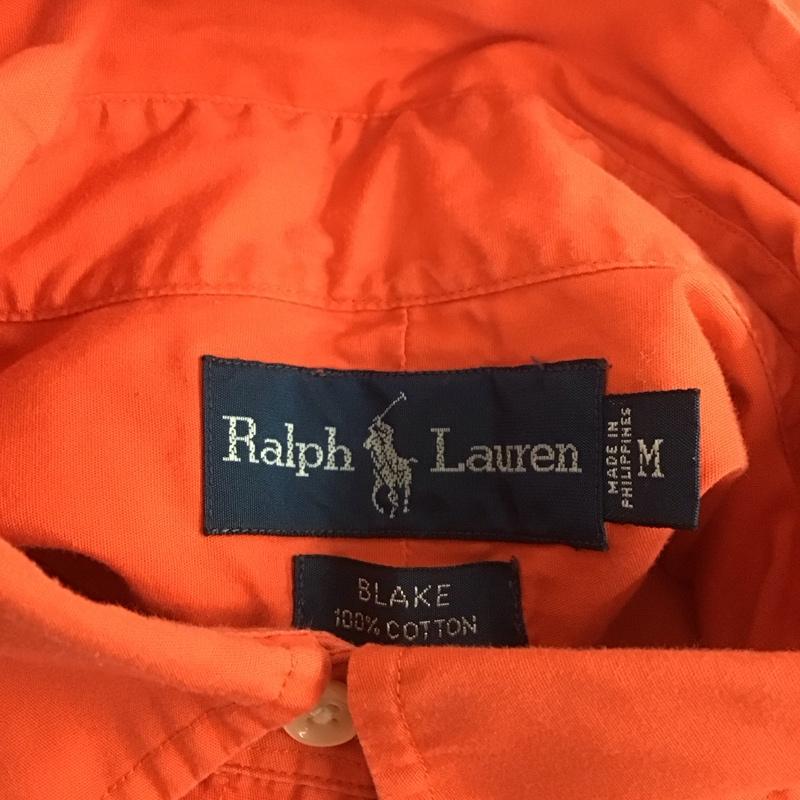 Ralph Lauren
MADE IN
PHILIPPINES
M
BLAKE
100% COTTON